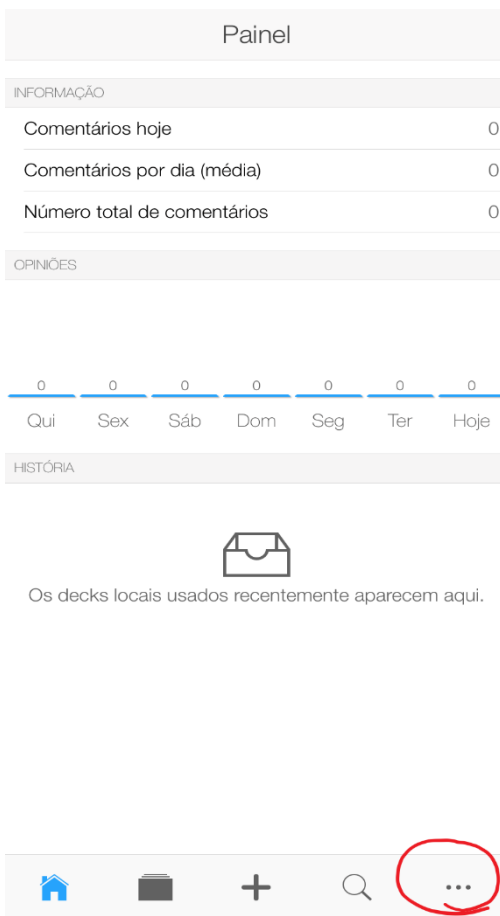 Painel
INFORMAÇÃO
Comentários hoje 0
Comentários por dia (média) 0
Número total de comentários 0
OPINIÕES
0 0 0 0 0 0 0
Qui Sex Sáb Dom Seg Ter Hoje
HISTÓRIA
Os decks locais usados recentemente aparecem aqui.